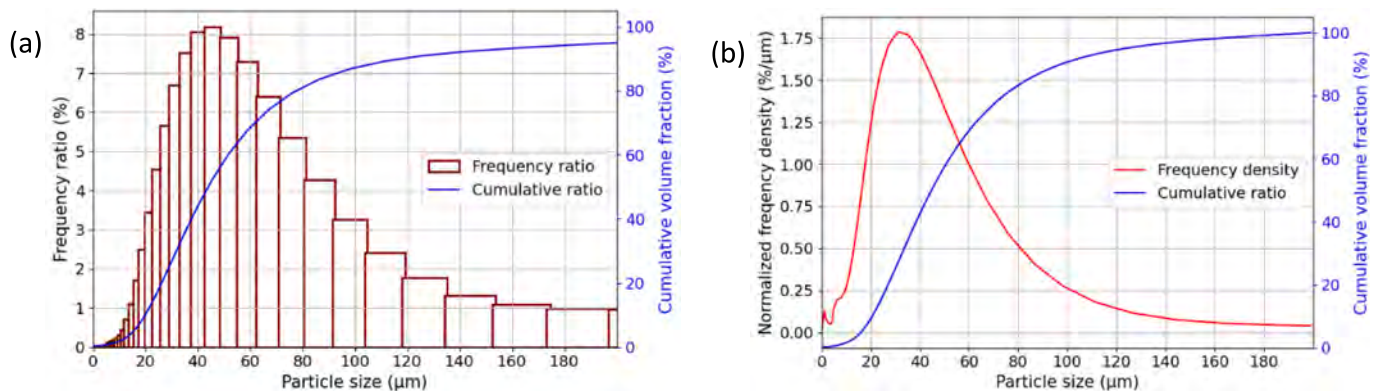 (a)
Frequency ratio (%)
8
7
6
5
4
3
2
1
0
0 20 40 60 80 100 120 140 160 180
Particle size (μm)
100
80
60
40
20
0
Cumulative volume fraction (%)
Frequency ratio
Cumulative ratio
(b)
Normalized freqency density (%/μm)
1.75
1.50
1.25
1.00
0.75
0.50
0.25
0.00
0 20 40 60 80 100 120 140 160 180
Particle size (μm)
100
80
60
40
20
0
Cumulative volume fraction (%)
Frequency density
Cumulative ratio